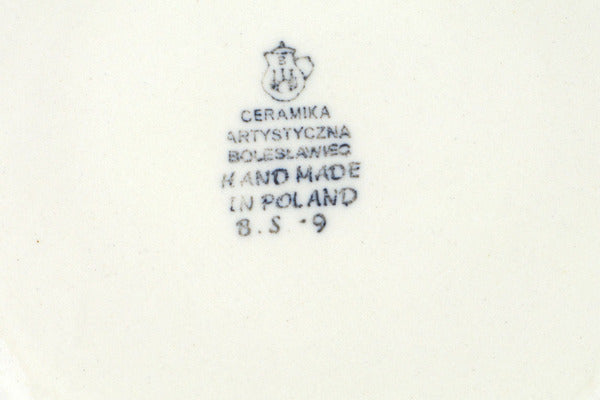 CERAMIKA
ARTYSTYCZNA
BOLESŁAWIEC
HAND MADE
IN POLAND
B.S.-9